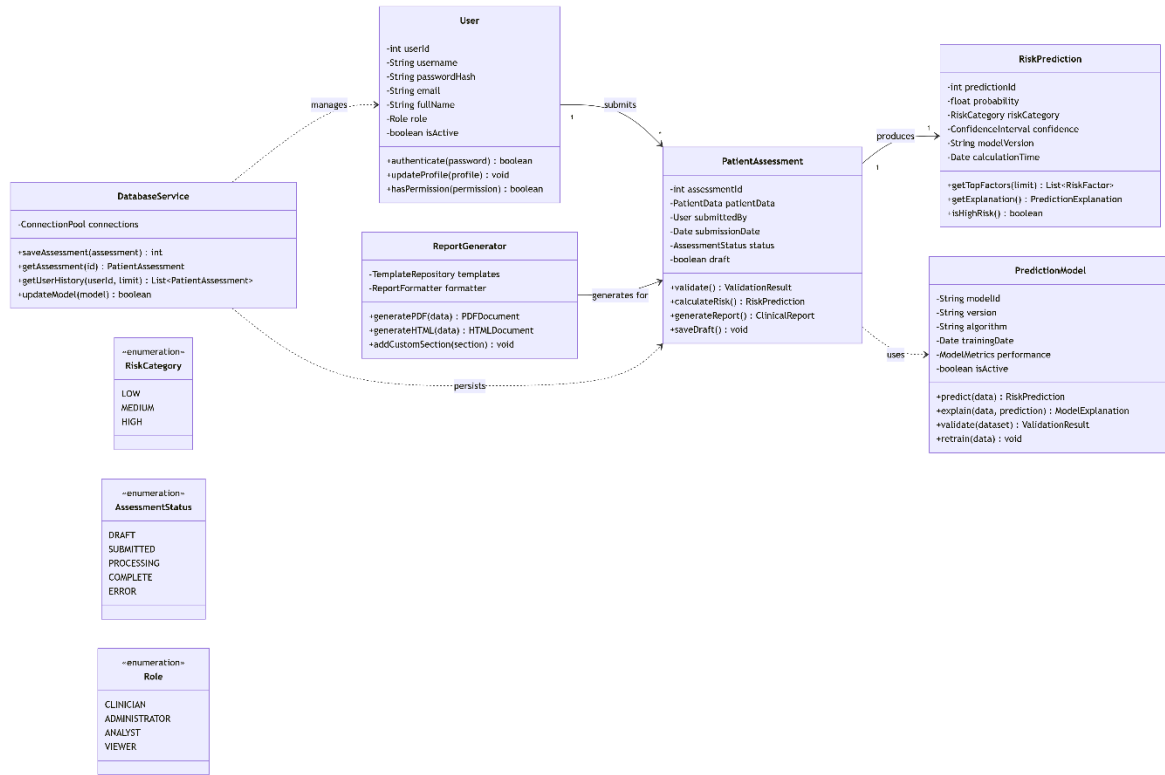 User
-int userId
-String username
-String passwordHash
-String email
-String fullName
-Role role
-boolean isActive
+authenticate(password) : boolean
+updateProfile(profile) : void
+hasPermission(permission) : boolean
manages
submits
1
*
RiskPrediction
-int predictionId
-float probability
-RiskCategory riskCategory
-ConfidenceInterval confidence
-String modelVersion
-Date calculationTime
+getTopFactors(limit) : List<RiskFactor>
+getExplanation() : PredictionExplanation
+isHighRisk() : boolean
produces
1
1
PatientAssessment
-int assessmentId
-PatientData patientData
-User submittedBy
-Date submissionDate
-AssessmentStatus status
-boolean draft
+validate() : ValidationResult
+calculateRisk() : RiskPrediction
+generateReport() : ClinicalReport
+saveDraft() : void
DatabaseService
-ConnectionPool connections
+saveAssessment(assessment) : int
+getAssessment(id) : PatientAssessment
+getUserHistory(userId, limit) : List<PatientAssessment>
+updateModel(model) : boolean
ReportGenerator
-TemplateRepository templates
-ReportFormatter formatter
+generatePDF(data) : PDFDocument
+generateHTML(data) : HTMLDocument
+addCustomSection(section) : void
generates for
PredictionModel
-String modelId
-String version
-String algorithm
-Date trainingDate
-ModelMetrics performance
-boolean isActive
+predict(data) : RiskPrediction
+explain(data, prediction) : ModelExplanation
+validate(dataset) : ValidationResult
+retrain(data) : void
uses
persists
«enumeration»
RiskCategory
LOW
MEDIUM
HIGH
«enumeration»
AssessmentStatus
DRAFT
SUBMITTED
PROCESSING
COMPLETE
ERROR
«enumeration»
Role
CLINICIAN
ADMINISTRATOR
ANALYST
VIEWER